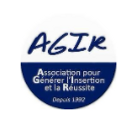 AGIR
Association pour
Générer l'Insertion
et la Réussite
Depuis 1992